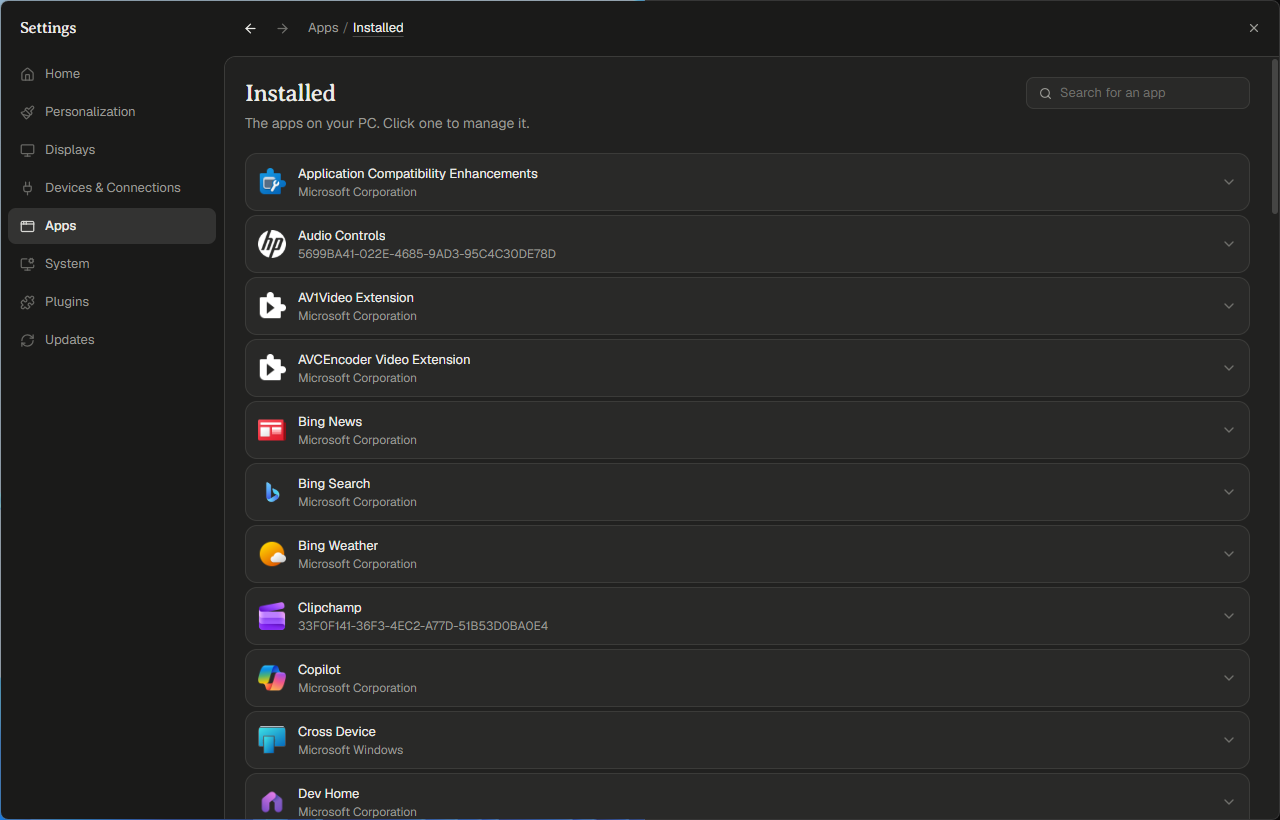 Settings
Apps / Installed
Home
Personalization
Displays
Devices & Connections
Apps
System
Plugins
Updates
Installed
Search for an app
The apps on your PC. Click one to manage it.
Application Compatibility Enhancements
Microsoft Corporation
hp
Audio Controls
5699BA41-022E-4685-9AD3-95C4C30DE78D
AV1Video Extension
Microsoft Corporation
AVCEncoder Video Extension
Microsoft Corporation
Bing News
Microsoft Corporation
Bing Search
Microsoft Corporation
Bing Weather
Microsoft Corporation
Clipchamp
33F0F141-36F3-4EC2-A77D-51B53D0BA0E4
Copilot
Microsoft Corporation
Cross Device
Microsoft Windows
Dev Home
Microsoft Corporation